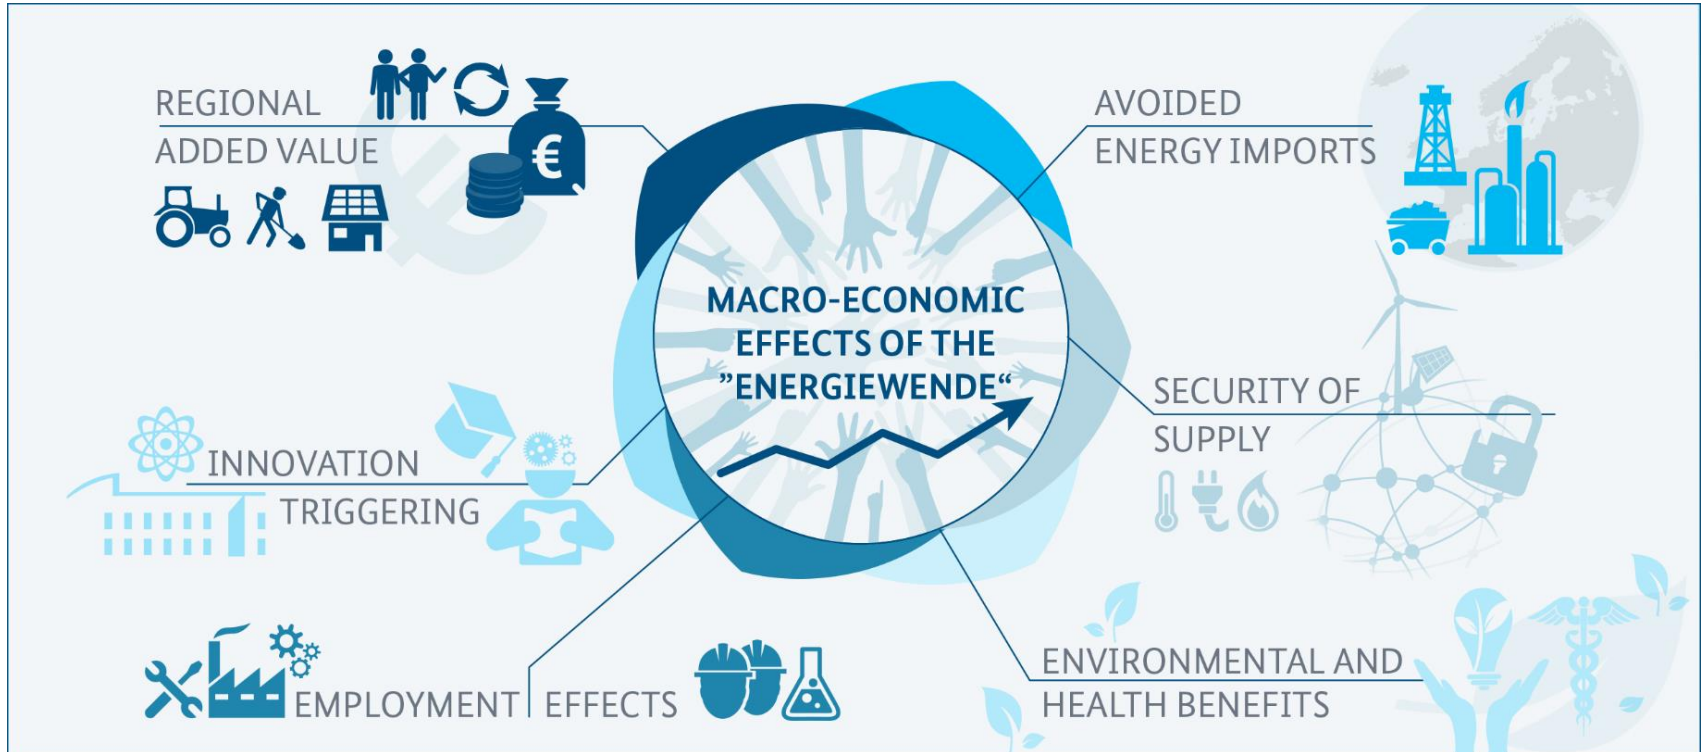 REGIONAL
ADDED VALUE
€
AVOIDED
ENERGY IMPORTS
MACRO-ECONOMIC
EFFECTS OF THE
”ENERGIEWENDE“
SECURITY OF
SUPPLY
INNOVATION
TRIGGERING
EMPLOYMENT EFFECTS
ENVIRONMENTAL AND
HEALTH BENEFITS